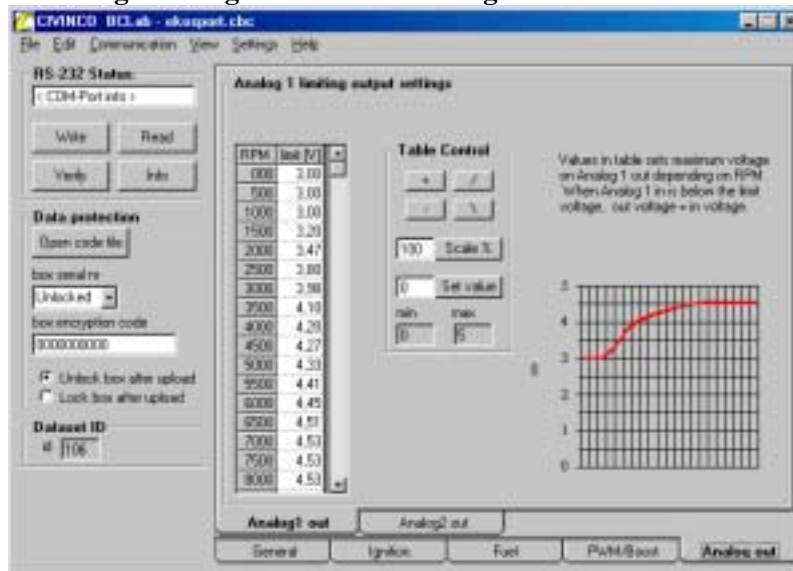 CIVINCO BCLab - ekosport.cbc
File Edit Communication View Settings Help
RS-232 Status:
< COM-Port info >
Write Read
Verify Info
Data protection
Open code file
box serial nr
Unlocked
box encryption code
0000000000
Unlock box after upload
Lock box after upload
Dataset ID
# 106
Analog 1 limiting output settings
RPM limit [V]
000 3.00
500 3.00
1000 3.00
1500 3.20
2000 3.47
2500 3.80
3000 3.98
3500 4.10
4000 4.20
4500 4.27
5000 4.33
5500 4.41
6000 4.45
6500 4.51
7000 4.53
7500 4.53
8000 4.53
Table Control
+ /
- \
100 Scale %
0 Set value
min max
0 5
Values in table sets maximum voltage
on Analog 1 out depending on RPM
When Analog 1 in is below the limit
voltage, out voltage = in voltage.
5
4
3
2
1
0
Analog1 out Analog2 out
General Ignition Fuel PWM/Boost Analog out